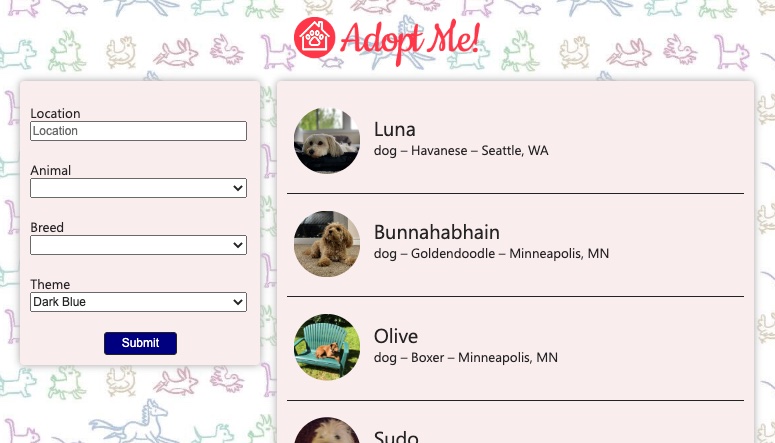 Adopt Me!
Location
Location
Animal
Breed
Theme
Dark Blue
Submit
Luna
dog – Havanese – Seattle, WA
Bunnahabhain
dog – Goldendoodle – Minneapolis, MN
Olive
dog – Boxer – Minneapolis, MN
Sudo